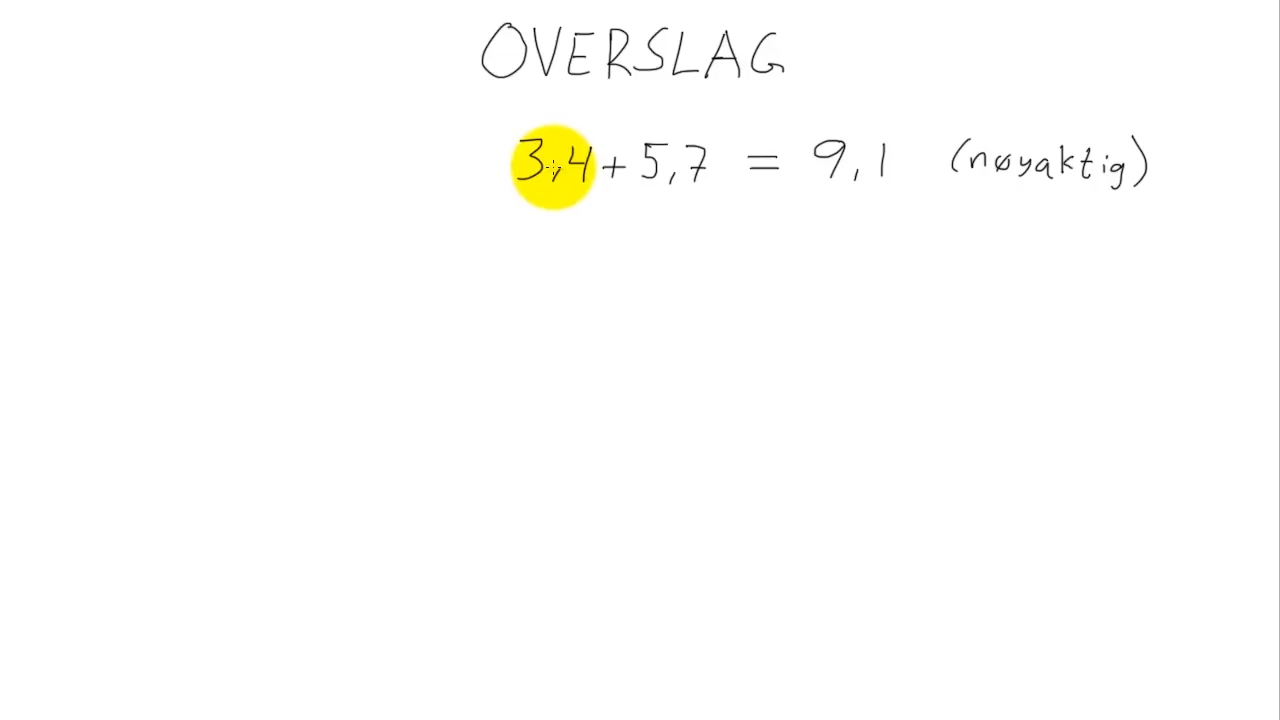 OVERSLAG
3,4 + 5,7 = 9,1 (nøyaktig)